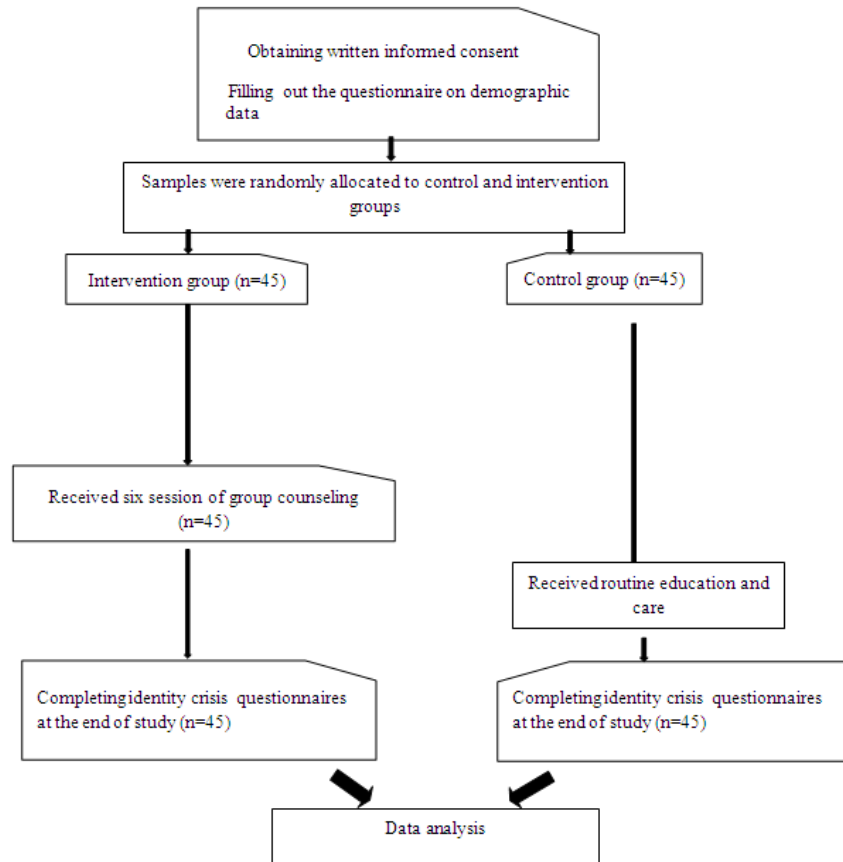 Obtaining written informed consent
Filling out the questionnaire on demographic
data
Samples were randomly allocated to control and intervention
groups
Intervention group (n=45)
Control group (n=45)
Received six session of group counseling
(n=45)
Received routine education and
care
Completing identity crisis questionnaires
at the end of study (n=45)
Completing identity crisis questionnaires
at the end of study (n=45)
Data analysis